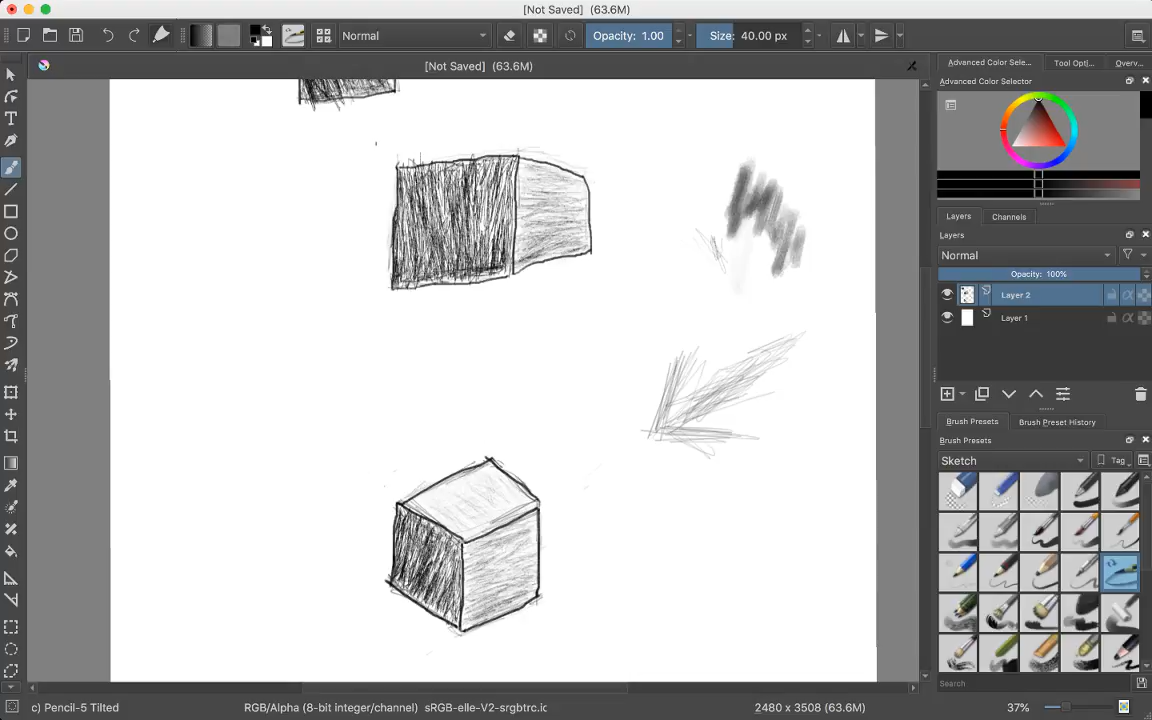 [Not Saved] (63.6M)
Normal
Opacity: 1.00
Size: 40.00 px
[Not Saved] (63.6M)
Advanced Color Sele...
Tool Opti...
Overv...
Advanced Color Selector
Layers
Channels
Layers
Normal
Opacity: 100%
Layer 2
Layer 1
Brush Presets
Brush Preset History
Brush Presets
Sketch
Tag
Search
c) Pencil-5 Tilted
RGB/Alpha (8-bit integer/channel) sRGB-elle-V2-srgbtrc.ic
2480 x 3508 (63.6M)
37%